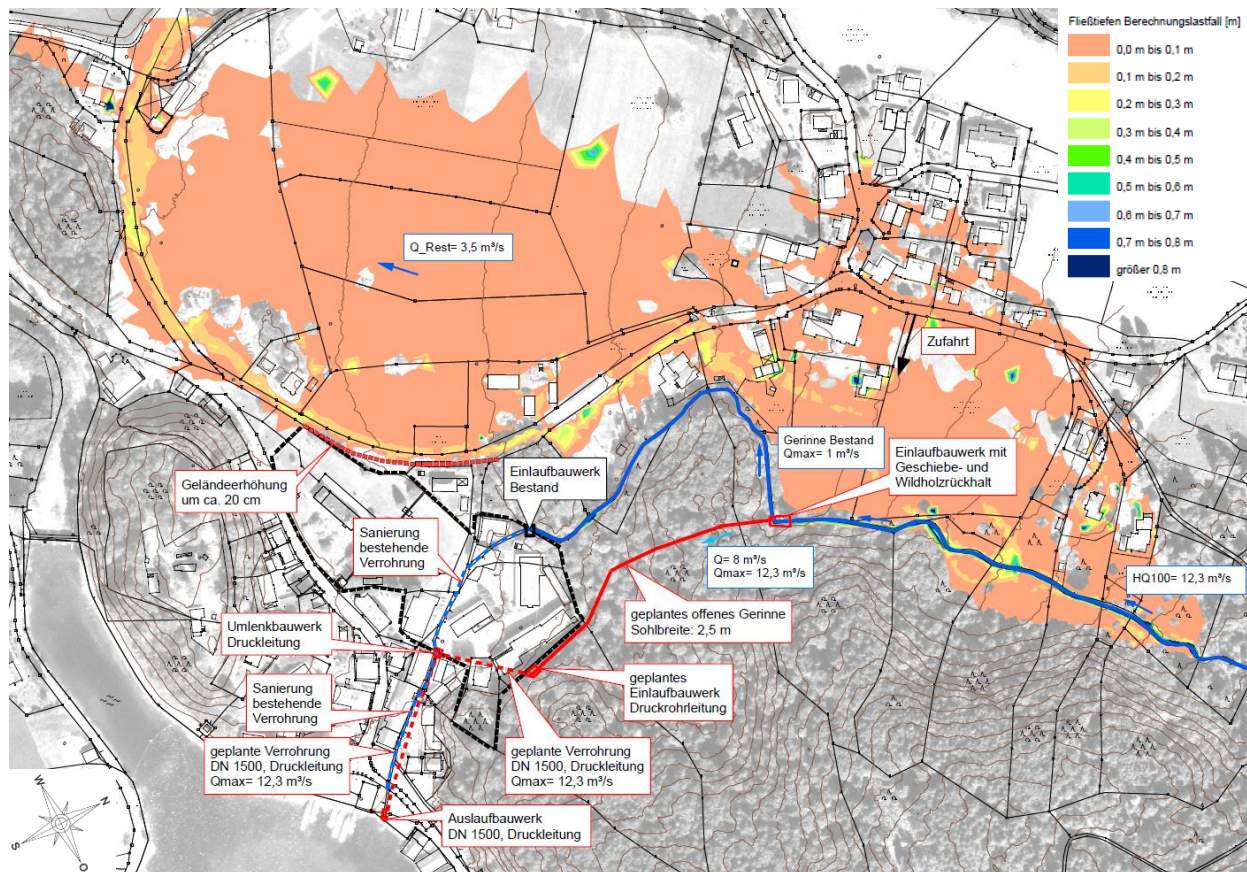 Fließtiefen Berechnungslastfall [m]
0,0 m bis 0,1 m
0,1 m bis 0,2 m
0,2 m bis 0,3 m
0,3 m bis 0,4 m
0,4 m bis 0,5 m
0,5 m bis 0,6 m
0,6 m bis 0,7 m
0,7 m bis 0,8 m
größer 0,8 m
Q_Rest= 3,5 m³/s
Zufahrt
Gerinne Bestand
Qmax= 1 m³/s
Einlaufbauwerk mit
Geschiebe- und
Wildholzrückhalt
Geländeerhöhung
um ca. 20 cm
Einlaufbauwerk
Bestand
Sanierung
bestehende
Verrohrung
Q= 8 m³/s
Qmax= 12,3 m³/s
HQ100= 12,3 m³/s
geplantes offenes Gerinne
Sohlbreite: 2,5 m
Umlenkbauwerk
Druckleitung
Sanierung
bestehende
Verrohrung
geplantes
Einlaufbauwerk
Druckrohrleitung
geplante Verrohrung
DN 1500, Druckleitung
Qmax= 12,3 m³/s
geplante Verrohrung
DN 1500, Druckleitung
Qmax= 12,3 m³/s
Auslaufbauwerk
DN 1500, Druckleitung
W
N
S
O